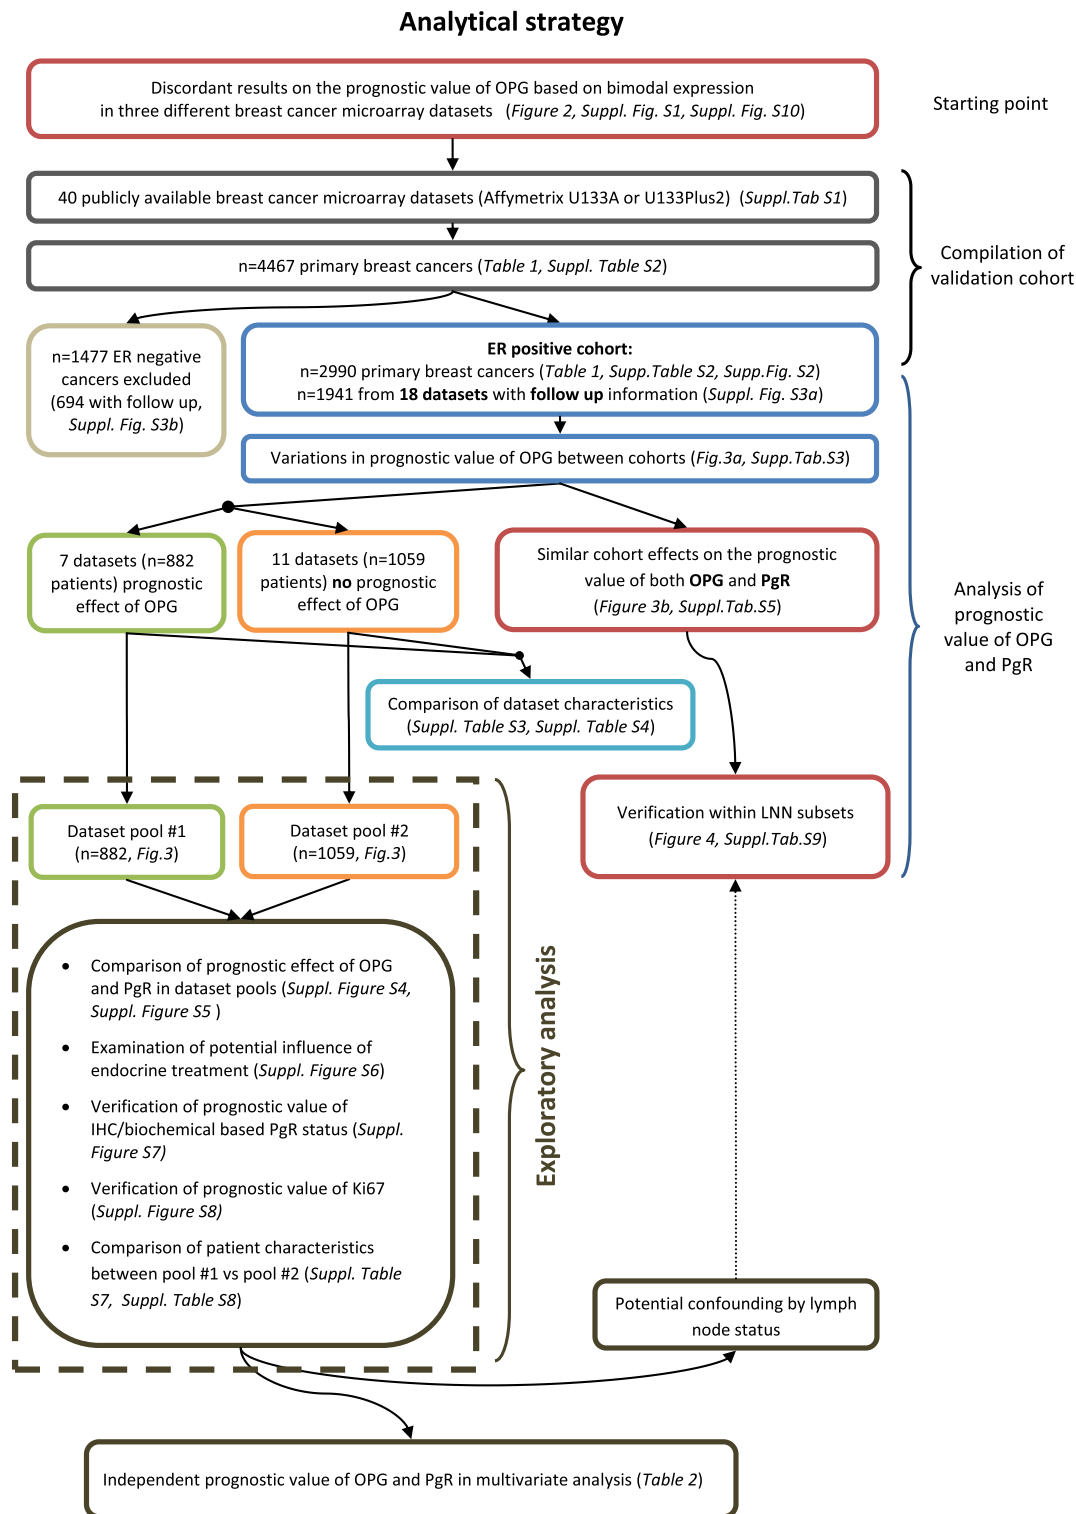 Analytical strategy
Discordant results on the prognostic value of OPG based on bimodal expression
in three different breast cancer microarray datasets (Figure 2, Suppl. Fig. S1, Suppl. Fig. S10)
Starting point
40 publicly available breast cancer microarray datasets (Affymetrix U133A or U133Plus2) (Suppl.Tab S1)
n=4467 primary breast cancers (Table 1, Suppl. Table S2)
Compilation of
validation cohort
n=1477 ER negative
cancers excluded
(694 with follow up,
Suppl. Fig. S3b)
ER positive cohort:
n=2990 primary breast cancers (Table 1, Supp.Table S2, Supp.Fig. S2)
n=1941 from 18 datasets with follow up information (Suppl. Fig. S3a)
Variations in prognostic value of OPG between cohorts (Fig.3a, Supp.Tab.S3)
7 datasets (n=882
patients) prognostic
effect of OPG
11 datasets (n=1059
patients) no prognostic
effect of OPG
Similar cohort effects on the prognostic
value of both OPG and PgR
(Figure 3b, Suppl.Tab.S5)
Analysis of
prognostic
value of OPG
and PgR
Comparison of dataset characteristics
(Suppl. Table S3, Suppl. Table S4)
Dataset pool #1
(n=882, Fig.3)
Dataset pool #2
(n=1059, Fig.3)
Verification within LNN subsets
(Figure 4, Suppl.Tab.S9)
• Comparison of prognostic effect of OPG
and PgR in dataset pools (Suppl. Figure S4,
Suppl. Figure S5 )
• Examination of potential influence of
endocrine treatment (Suppl. Figure S6)
• Verification of prognostic value of
IHC/biochemical based PgR status (Suppl.
Figure S7)
• Verification of prognostic value of Ki67
(Suppl. Figure S8)
• Comparison of patient characteristics
between pool #1 vs pool #2 (Suppl. Table
S7, Suppl. Table S8)
Exploratory analysis
Potential confounding by lymph
node status
Independent prognostic value of OPG and PgR in multivariate analysis (Table 2)